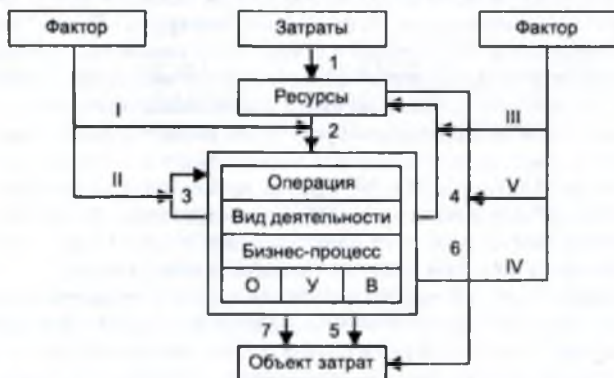 Фактор Затраты Фактор
1
Ресурсы
I III
2
Операция
II 3 4 V
Вид деятельности
Бизнес-процесс 6
IV
О У В
7 5
Объект затрат